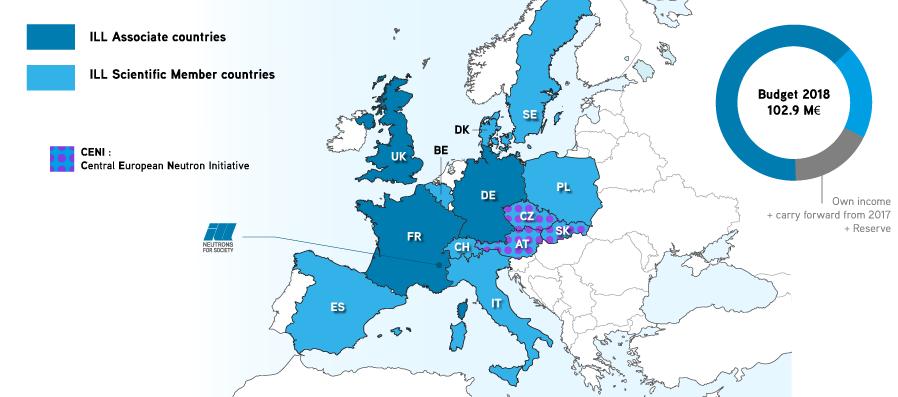 ILL Associate countries
ILL Scientific Member countries
CENI :
Central European Neutron Initiative
Budget 2018
102.9 M€
Own income
+ carry forward from 2017
+ Reserve
ill
NEUTRONS
FOR SOCIETY
SE
DK
BE
UK
DE
PL
CZ
SK
FR
CH
AT
ES
IT